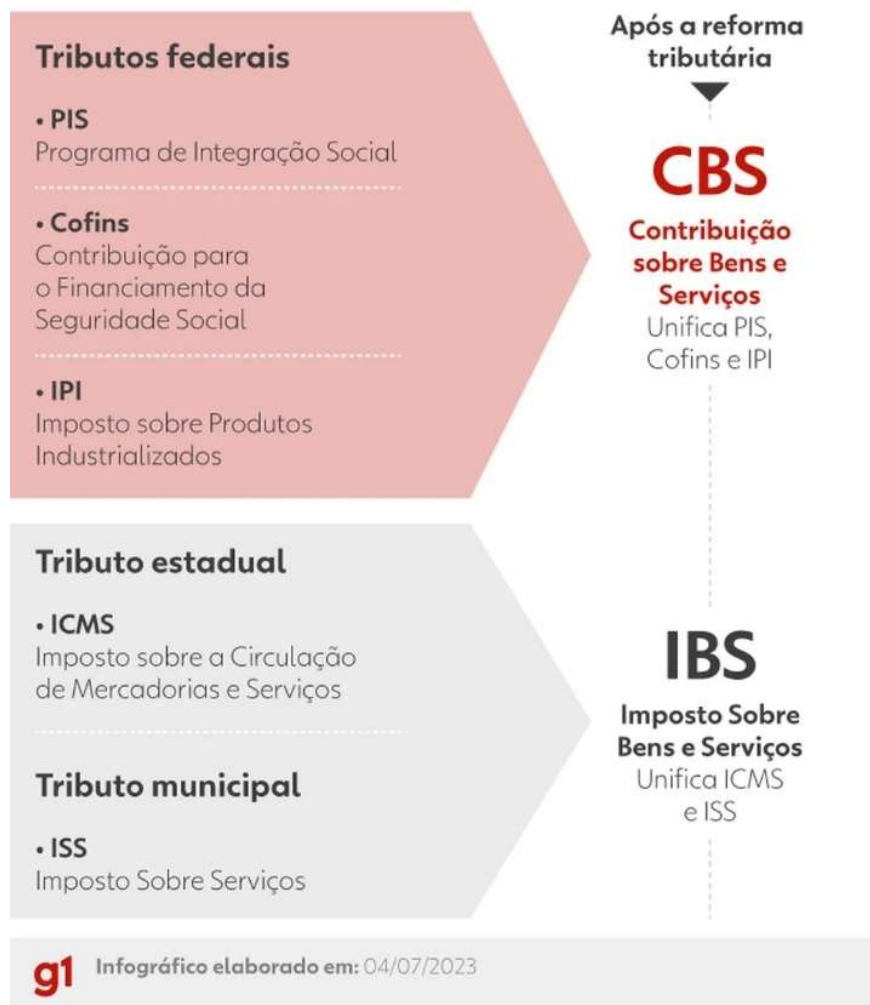 Tributos federais
• PIS
Programa de Integração Social
• Cofins
Contribuição para
o Financiamento da
Seguridade Social
• IPI
Imposto sobre Produtos
Industrializados
Após a reforma
tributária
CBS
Contribuição
sobre Bens e
Serviços
Unifica PIS,
Cofins e IPI
Tributo estadual
• ICMS
Imposto sobre a Circulação
de Mercadorias e Serviços
Tributo municipal
• ISS
Imposto Sobre Serviços
IBS
Imposto Sobre
Bens e Serviços
Unifica ICMS
e ISS
g1 Infográfico elaborado em: 04/07/2023